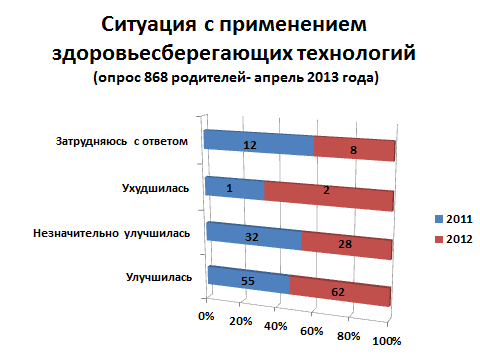 Ситуация с применением
здоровьесберегающих технологий
(опрос 868 родителей- апрель 2013 года)
Затрудняюсь с ответом
12
8
Ухудшилась
1
2
Незначительно улучшилась
32
28
Улучшилась
55
62
0%
20%
40%
60%
80%
100%
2011
2012